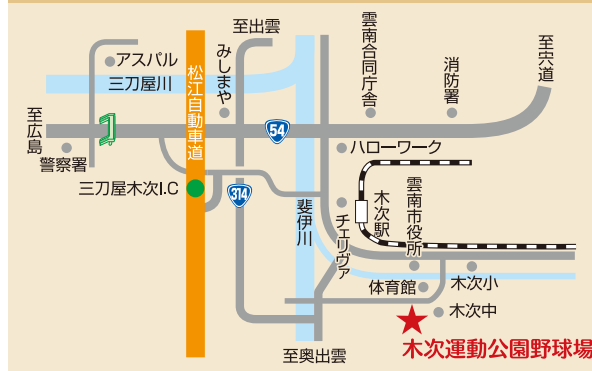 至出雲
アスパル
三刀屋川
松江自動車道
みしまや
雲南合同庁舎
消防署
至宍道
至広島
54
警察署
ハローワーク
三刀屋木次I.C
314
斐伊川
チェリヴァ
木次駅
雲南市役所
体育館
木次小
木次中
木次運動公園野球場
至奥出雲